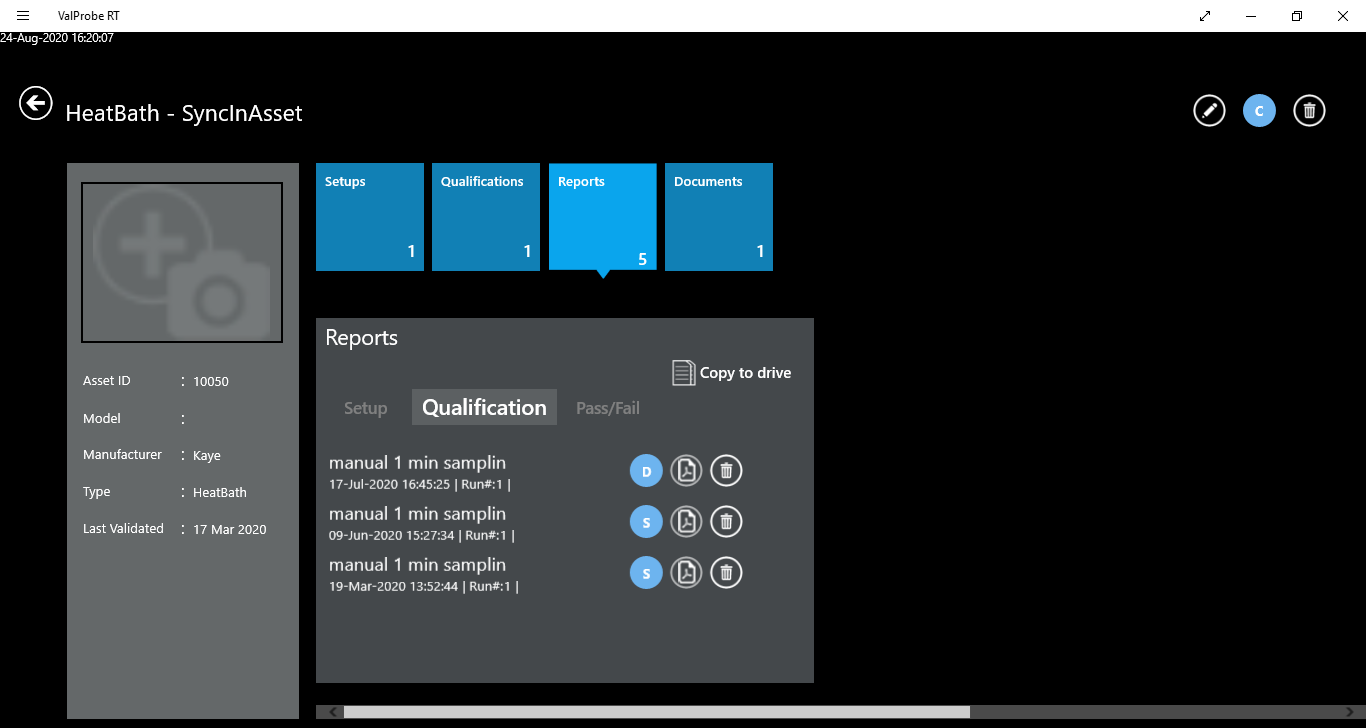 ValProbe RT
24-Aug-2020 16:20:07
HeatBath - SyncInAsset
C
Setups
1
Qualifications
1
Reports
5
Documents
1
Asset ID : 10050
Model :
Manufacturer : Kaye
Type : HeatBath
Last Validated : 17 Mar 2020
Reports
Copy to drive
Setup Qualification Pass/Fail
manual 1 min samplin
17-Jul-2020 16:45:25 | Run#:1 |
D
manual 1 min samplin
09-Jun-2020 15:27:34 | Run#:1 |
S
manual 1 min samplin
19-Mar-2020 13:52:44 | Run#:1 |
S